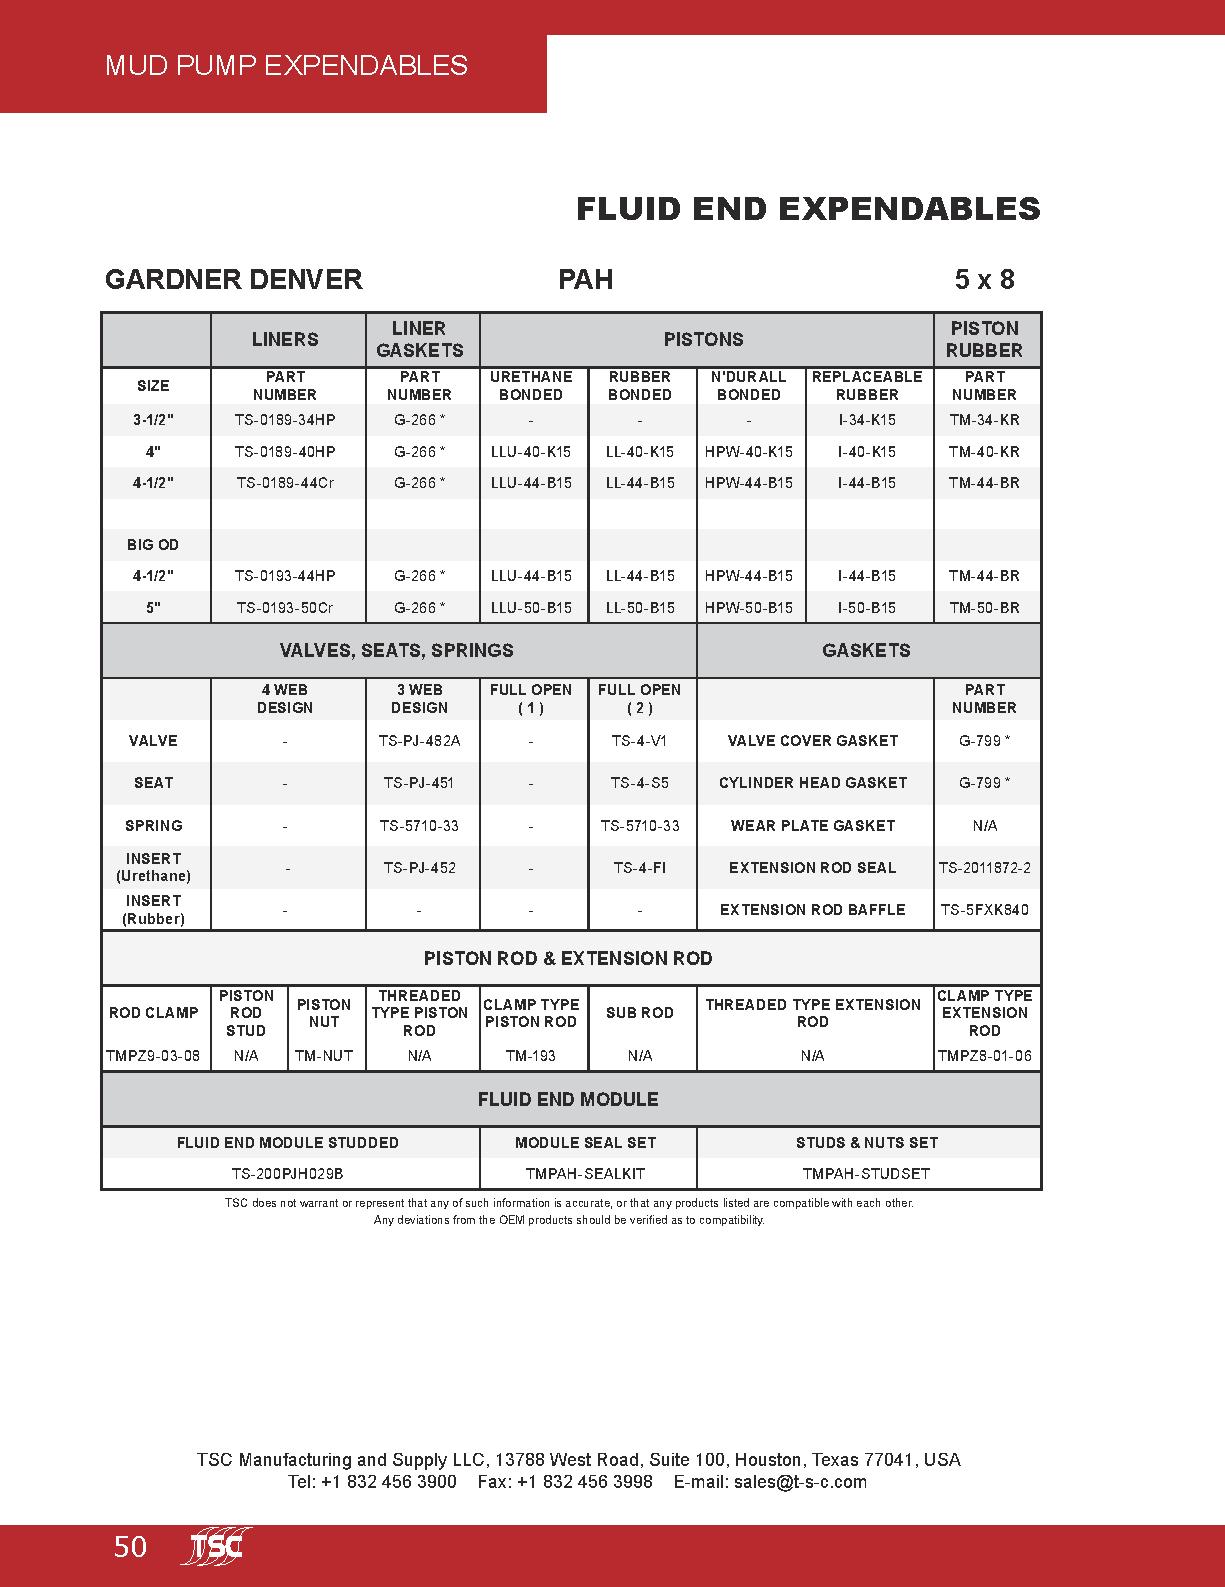 MUD PUMP EXPENDABLES
FLUID END EXPENDABLES
GARDNER DENVER PAH 5 x 8
LINERS LINER GASKETS PISTONS PISTON RUBBER
SIZE PART NUMBER PART NUMBER URETHANE BONDED RUBBER BONDED N'DURALL BONDED REPLACEABLE RUBBER PART NUMBER
3-1/2" TS-0189-34HP G-266 * - - - I-34-K15 TM-34-KR
4" TS-0189-40HP G-266 * LLU-40-K15 LL-40-K15 HPW-40-K15 I-40-K15 TM-40-KR
4-1/2" TS-0189-44Cr G-266 * LLU-44-B15 LL-44-B15 HPW-44-B15 I-44-B15 TM-44-BR
BIG OD
4-1/2" TS-0193-44HP G-266 * LLU-44-B15 LL-44-B15 HPW-44-B15 I-44-B15 TM-44-BR
5" TS-0193-50Cr G-266 * LLU-50-B15 LL-50-B15 HPW-50-B15 I-50-B15 TM-50-BR
VALVES, SEATS, SPRINGS GASKETS
4 WEB DESIGN 3 WEB DESIGN FULL OPEN ( 1 ) FULL OPEN ( 2 ) PART NUMBER
VALVE - TS-PJ-482A - TS-4-V1 VALVE COVER GASKET G-799 *
SEAT - TS-PJ-451 - TS-4-S5 CYLINDER HEAD GASKET G-799 *
SPRING - TS-5710-33 - TS-5710-33 WEAR PLATE GASKET N/A
INSERT (Urethane) - TS-PJ-452 - TS-4-FI EXTENSION ROD SEAL TS-2011872-2
INSERT (Rubber) - - - - EXTENSION ROD BAFFLE TS-5FXK840
PISTON ROD & EXTENSION ROD
ROD CLAMP PISTON ROD STUD PISTON NUT THREADED TYPE PISTON ROD CLAMP TYPE PISTON ROD SUB ROD THREADED TYPE EXTENSION ROD CLAMP TYPE EXTENSION ROD
TMPZ9-03-08 N/A TM-NUT N/A TM-193 N/A N/A TMPZ8-01-06
FLUID END MODULE
FLUID END MODULE STUDDED MODULE SEAL SET STUDS & NUTS SET
TS-200PJH029B TMPAH-SEALKIT TMPAH-STUDSET
TSC does not warrant or represent that any of such information is accurate, or that any products listed are compatible with each other.
Any deviations from the OEM products should be verified as to compatibility.
TSC Manufacturing and Supply LLC, 13788 West Road, Suite 100, Houston, Texas 77041, USA
Tel: +1 832 456 3900 Fax: +1 832 456 3998 E-mail: sales@t-s-c.com
50 TSC